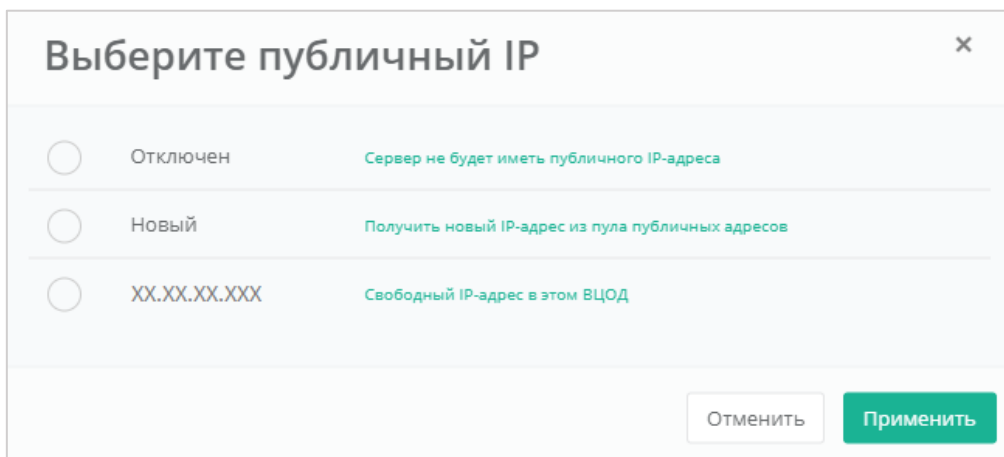 Выберите публичный IP
×
Отключен
Сервер не будет иметь публичного IP-адреса
Новый
Получить новый IP-адрес из пула публичных адресов
XX.XX.XX.XXX
Свободный IP-адрес в этом ВЦОД
Отменить
Применить